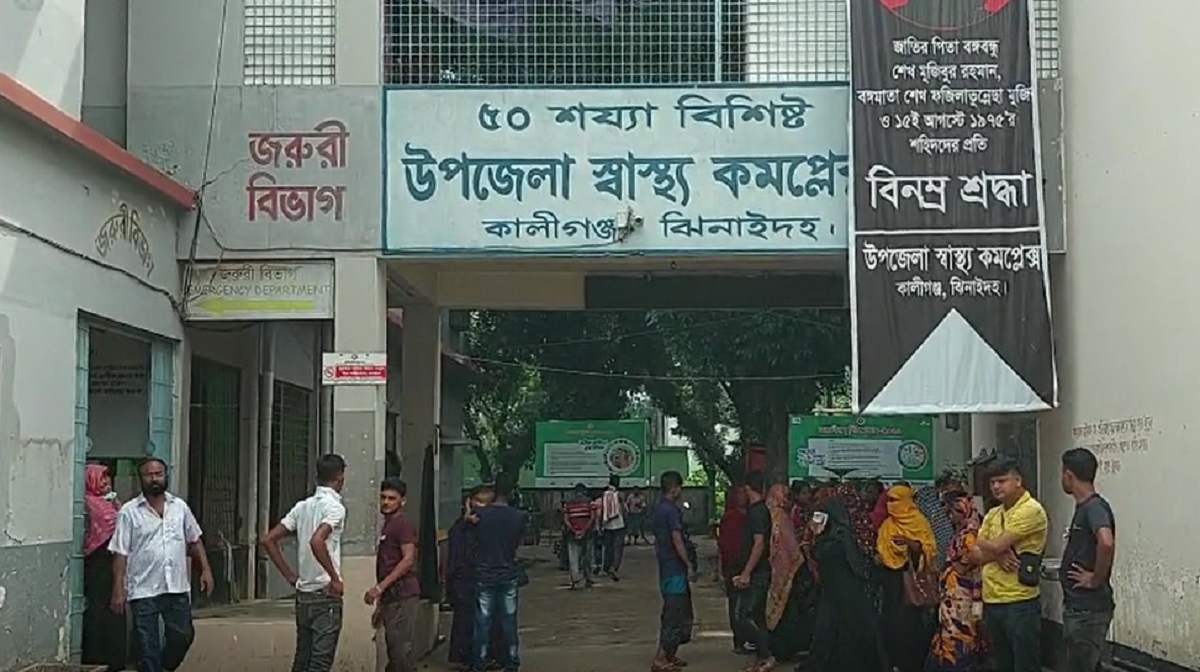 জরুরী
বিভাগ
জরুরী বিভাগ
জরুরী বিভাগ
EMERGENCY DEPARTMENT
৫০ শয্যা বিশিষ্ট
উপজেলা স্বাস্থ্য কমপ্লে
কালীগঞ্জ ঝিনাইদহ।
জাতির পিতা বঙ্গবন্ধু
শেখ মুজিবুর রহমান,
বঙ্গমাতা শেখ ফজিলাতুন্নেছা মুজি
ও ১৫ই আগস্টে ১৯৭৫'র
শহিদদের প্রতি
বিনম্র শ্রদ্ধা
উপজেলা স্বাস্থ্য কমপ্লেক্স
কালীগঞ্জ, ঝিনাইদহ।